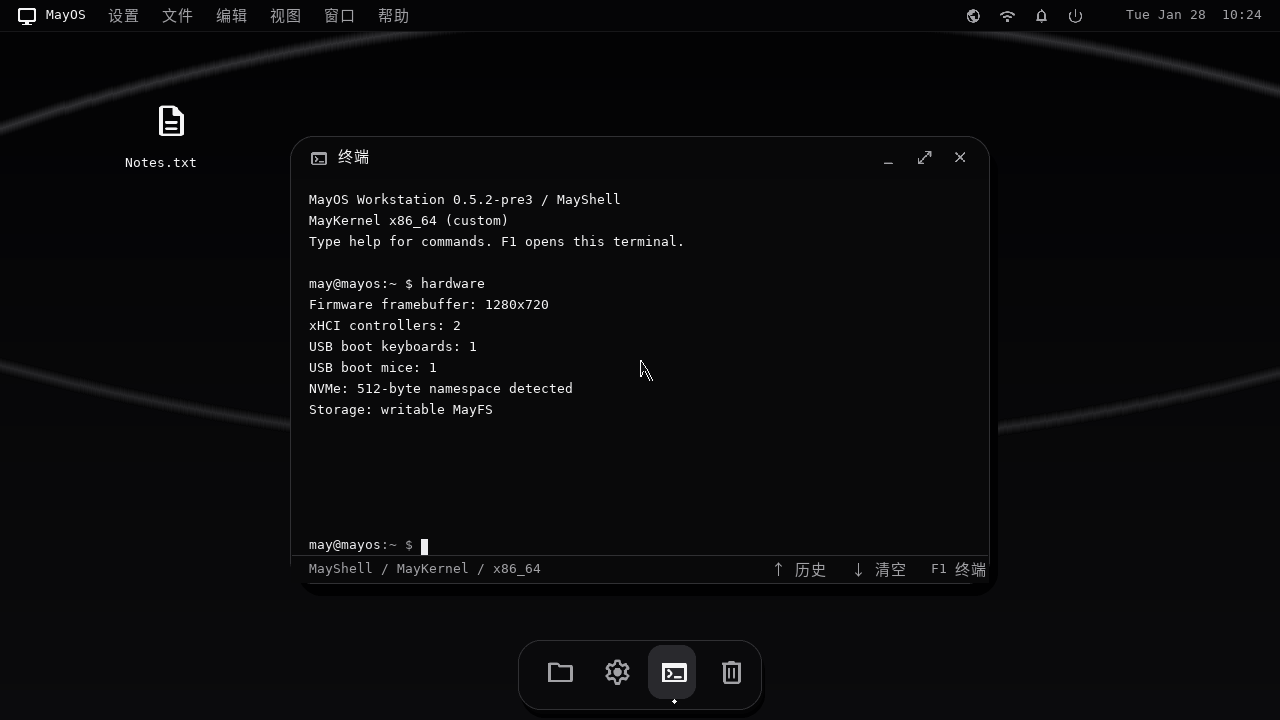 MayOS 设置 文件 编辑 视图 窗口 帮助 Tue Jan 28 10:24
Notes.txt
终端
MayOS Workstation 0.5.2-pre3 / MayShell
MayKernel x86_64 (custom)
Type help for commands. F1 opens this terminal.
may@mayos:~ $ hardware
Firmware framebuffer: 1280x720
xHCI controllers: 2
USB boot keyboards: 1
USB boot mice: 1
NVMe: 512-byte namespace detected
Storage: writable MayFS
may@mayos:~ $
MayShell / MayKernel / x86_64 ↑ 历史 ↓ 清空 F1 终端